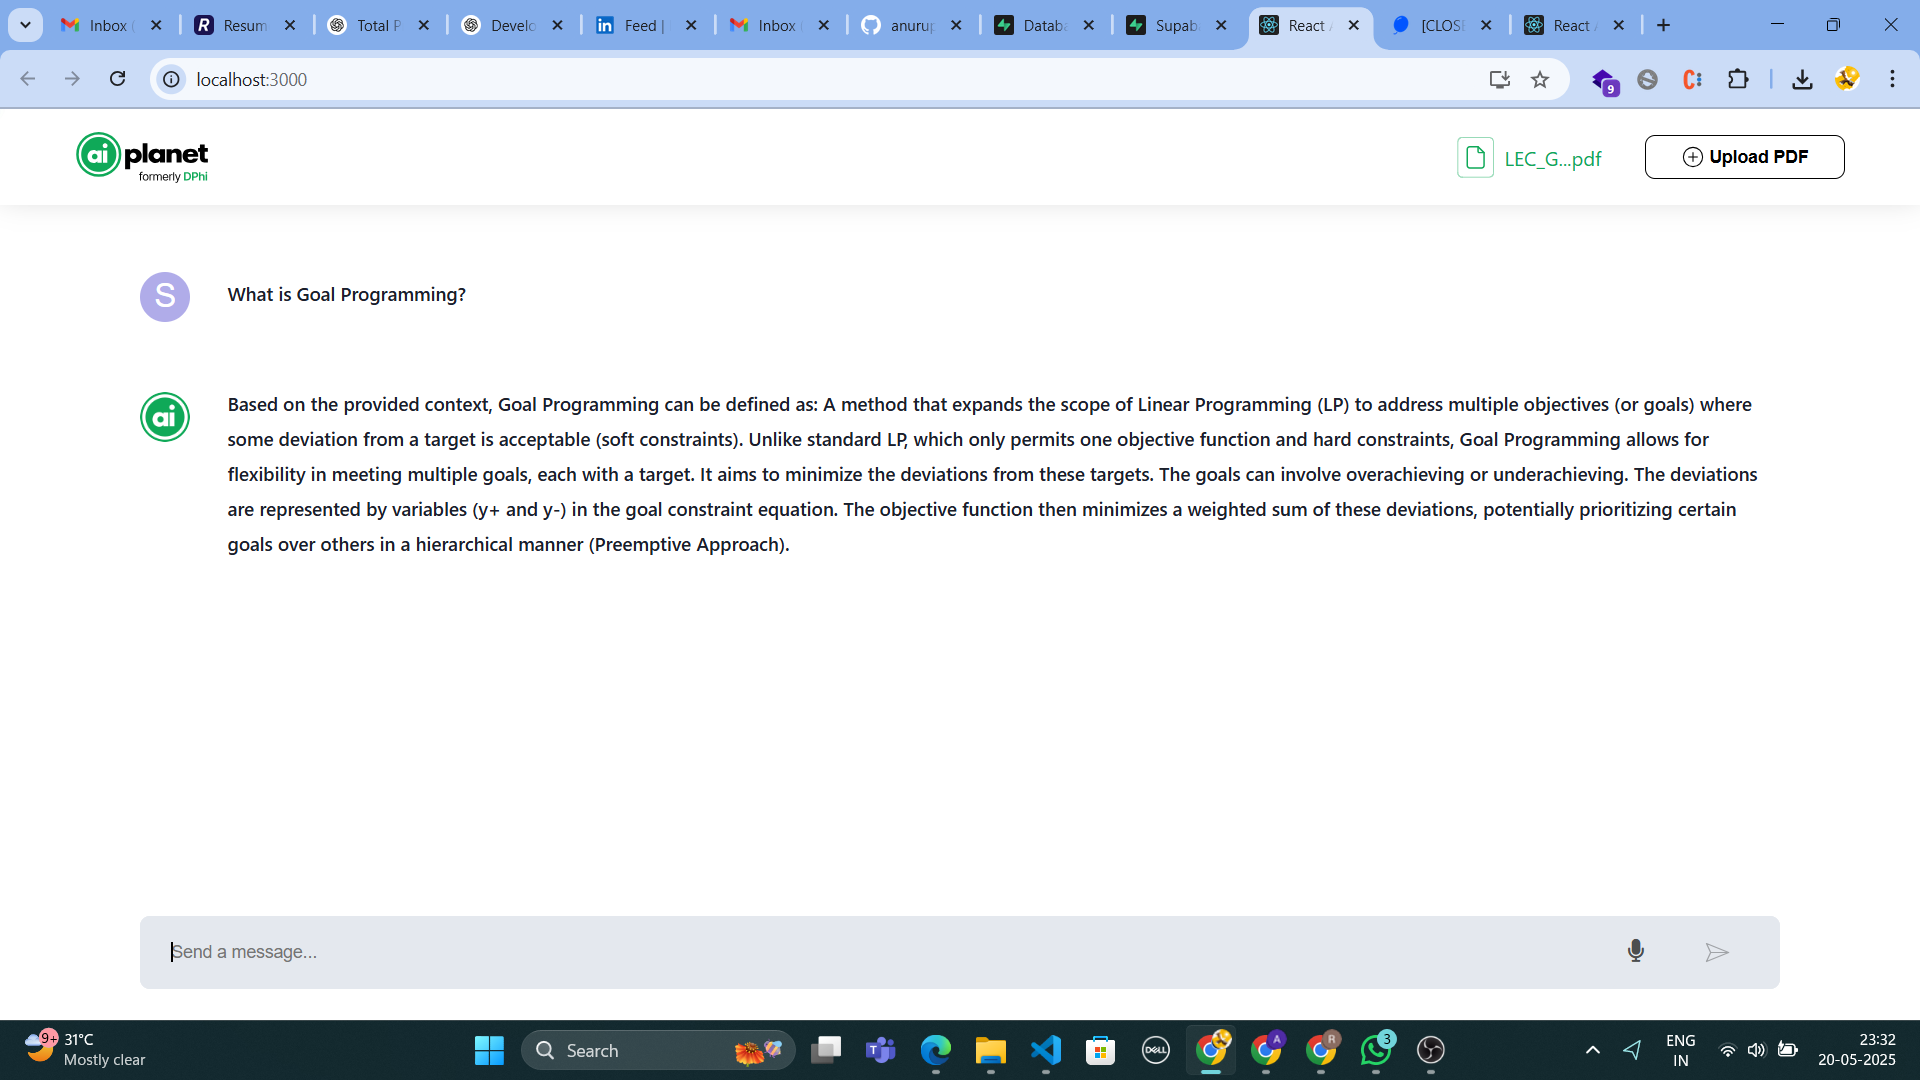 Inbox
Resum
Total P
Develo
Feed |
Inbox
anurup
Databa
Supab
React
[CLOSE
React
localhost:3000
9
ai planet
formerly DPhi
LEC_G...pdf
Upload PDF
S
What is Goal Programming?
ai
Based on the provided context, Goal Programming can be defined as: A method that expands the scope of Linear Programming (LP) to address multiple objectives (or goals) where
some deviation from a target is acceptable (soft constraints). Unlike standard LP, which only permits one objective function and hard constraints, Goal Programming allows for
flexibility in meeting multiple goals, each with a target. It aims to minimize the deviations from these targets. The goals can involve overachieving or underachieving. The deviations
are represented by variables (y+ and y-) in the goal constraint equation. The objective function then minimizes a weighted sum of these deviations, potentially prioritizing certain
goals over others in a hierarchical manner (Preemptive Approach).
Send a message...
9+
31°C
Mostly clear
Search
DELL
A
R
3
ENG
IN
23:32
20-05-2025